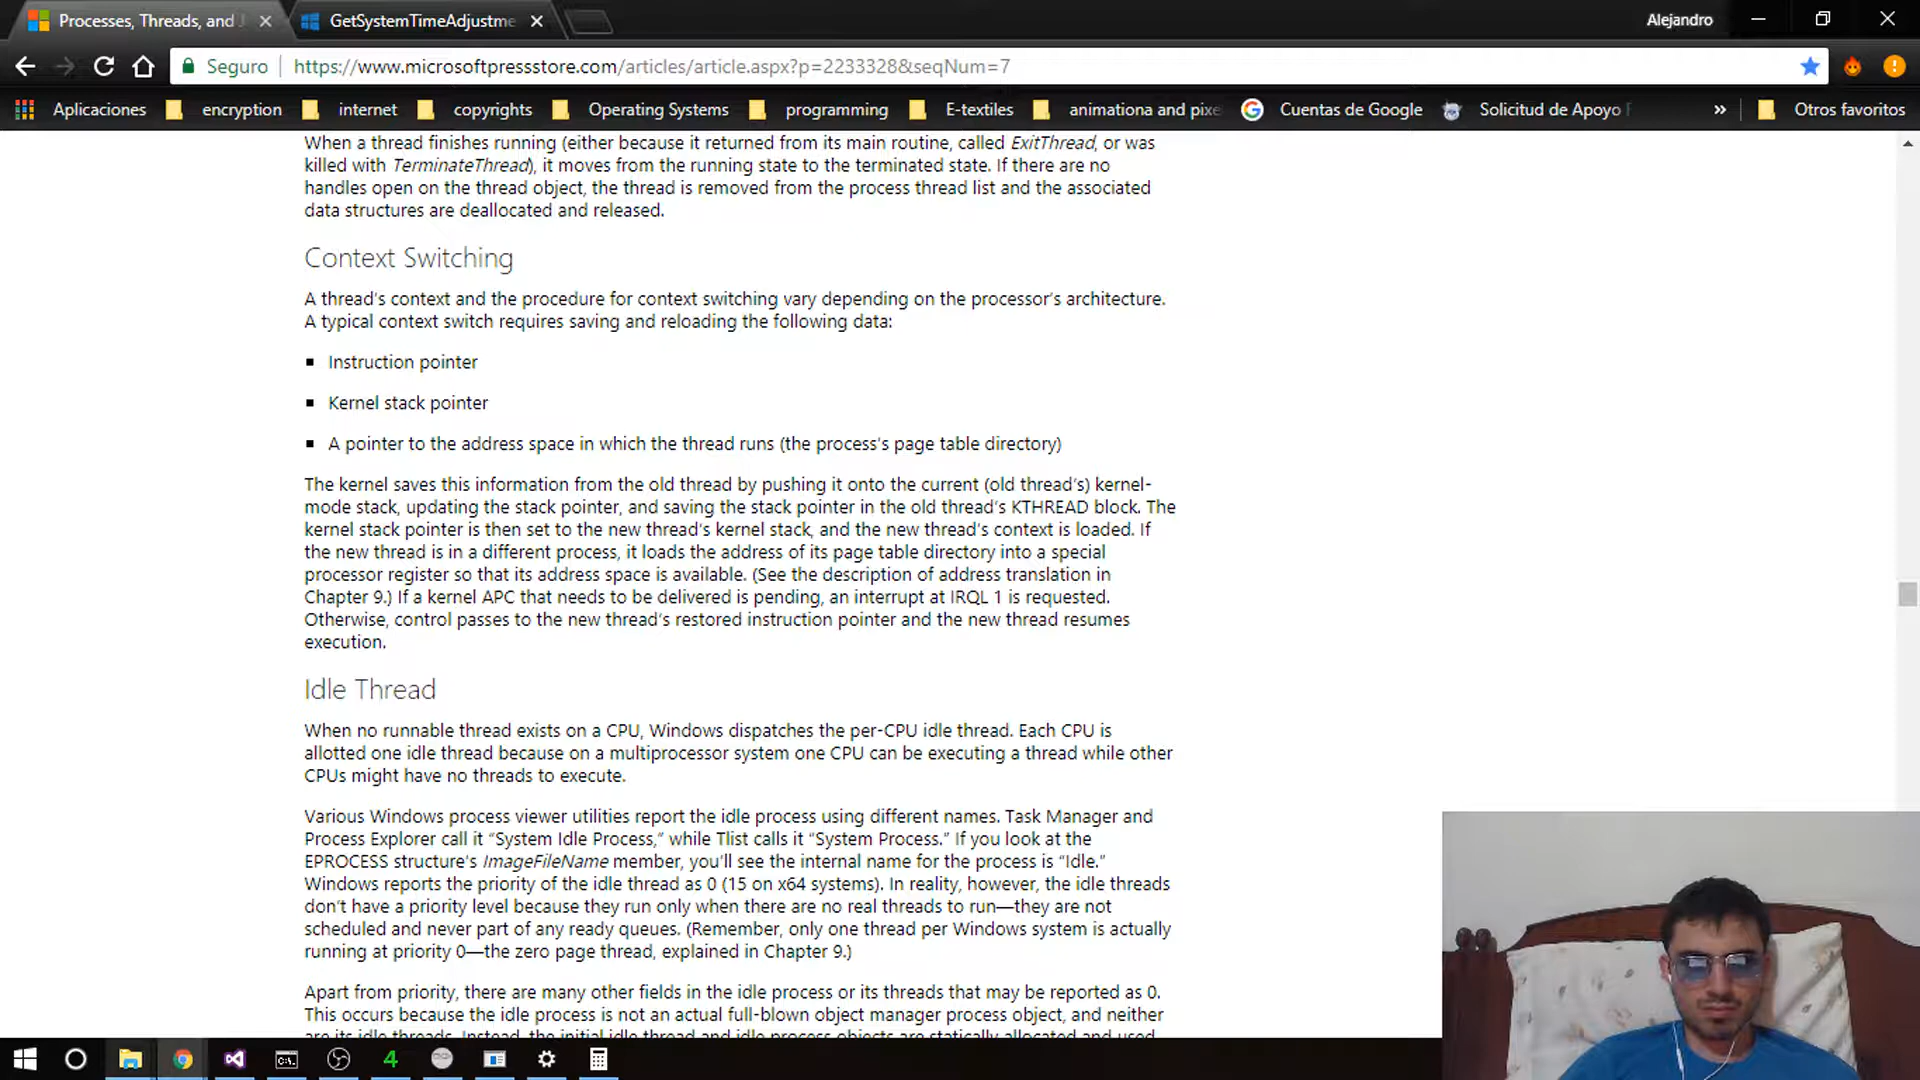 Processes, Threads, and J
GetSystemTimeAdjustme
Alejandro
Seguro
https://www.microsoftpressstore.com/articles/article.aspx?p=2233328&seqNum=7
Aplicaciones
encryption
internet
copyrights
Operating Systems
programming
E-textiles
animationa and pixe
Cuentas de Google
Solicitud de Apoyo
»
Otros favoritos
When a thread finishes running (either because it returned from its main routine, called ExitThread, or was
killed with TerminateThread), it moves from the running state to the terminated state. If there are no
handles open on the thread object, the thread is removed from the process thread list and the associated
data structures are deallocated and released.
Context Switching
A thread's context and the procedure for context switching vary depending on the processor's architecture.
A typical context switch requires saving and reloading the following data:
Instruction pointer
Kernel stack pointer
A pointer to the address space in which the thread runs (the process's page table directory)
The kernel saves this information from the old thread by pushing it onto the current (old thread's) kernel-
mode stack, updating the stack pointer, and saving the stack pointer in the old thread's KTHREAD block. The
kernel stack pointer is then set to the new thread's kernel stack, and the new thread's context is loaded. If
the new thread is in a different process, it loads the address of its page table directory into a special
processor register so that its address space is available. (See the description of address translation in
Chapter 9.) If a kernel APC that needs to be delivered is pending, an interrupt at IRQL 1 is requested.
Otherwise, control passes to the new thread's restored instruction pointer and the new thread resumes
execution.
Idle Thread
When no runnable thread exists on a CPU, Windows dispatches the per-CPU idle thread. Each CPU is
allotted one idle thread because on a multiprocessor system one CPU can be executing a thread while other
CPUs might have no threads to execute.
Various Windows process viewer utilities report the idle process using different names. Task Manager and
Process Explorer call it “System Idle Process,” while Tlist calls it “System Process.” If you look at the
EPROCESS structure's ImageFileName member, you'll see the internal name for the process is “Idle.”
Windows reports the priority of the idle thread as 0 (15 on x64 systems). In reality, however, the idle threads
don't have a priority level because they run only when there are no real threads to run—they are not
scheduled and never part of any ready queues. (Remember, only one thread per Windows system is actually
running at priority 0—the zero page thread, explained in Chapter 9.)
Apart from priority, there are many other fields in the idle process or its threads that may be reported as 0.
This occurs because the idle process is not an actual full-blown object manager process object, and neither
are its idle threads. Instead, the initial idle thread and idle process objects are statically allocated and used
4